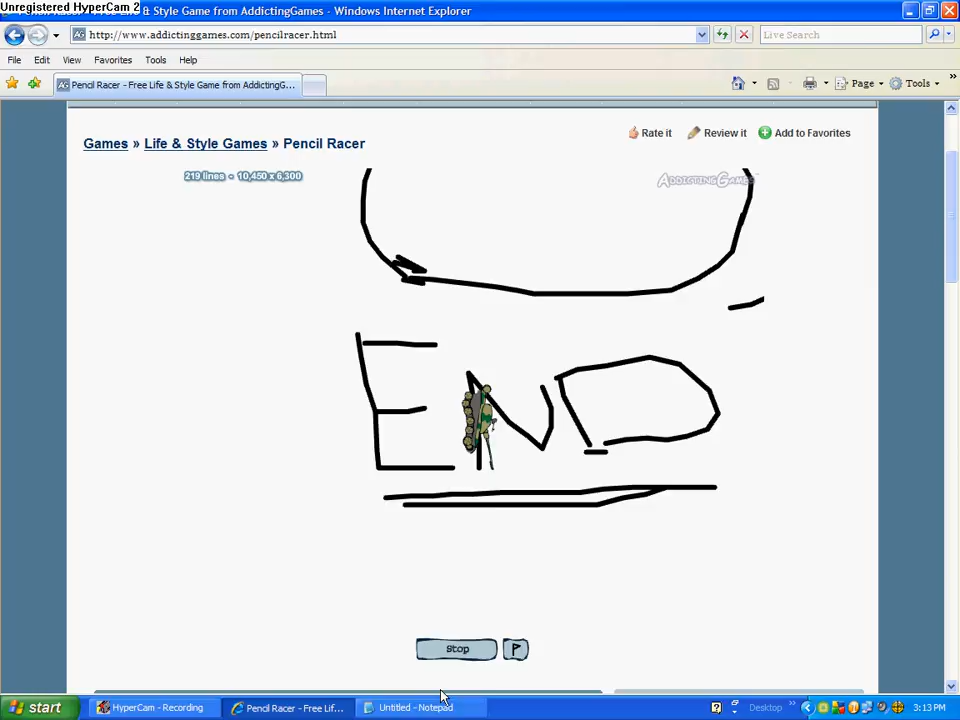 Unregistered HyperCam 2
Life & Style Game from AddictingGames - Windows Internet Explorer
http://www.addictinggames.com/pencilracer.html
Live Search
File Edit View Favorites Tools Help
Pencil Racer - Free Life & Style Game from AddictingG...
Page Tools
Games » Life & Style Games » Pencil Racer
Rate it Review it Add to Favorites
219 lines - 10,450 x 6,300
ADDICTINGGAMES
END
Stop
start
HyperCam - Recording
Pencil Racer - Free Lif...
Untitled - Notepad
Desktop
3:13 PM